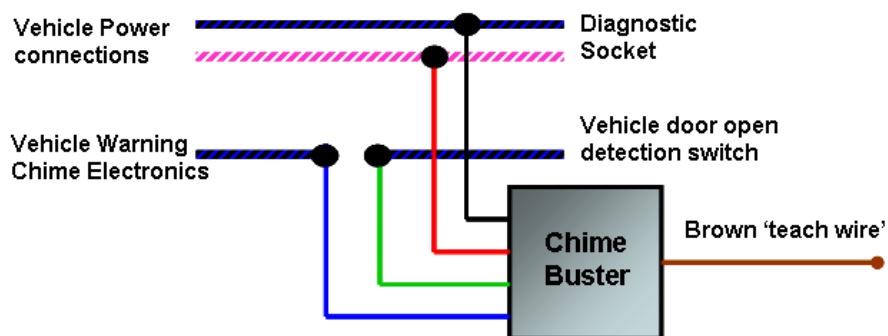 Vehicle Power
connections
Diagnostic
Socket
Vehicle Warning
Chime Electronics
Vehicle door open
detection switch
Chime
Buster
Brown ‘teach wire’